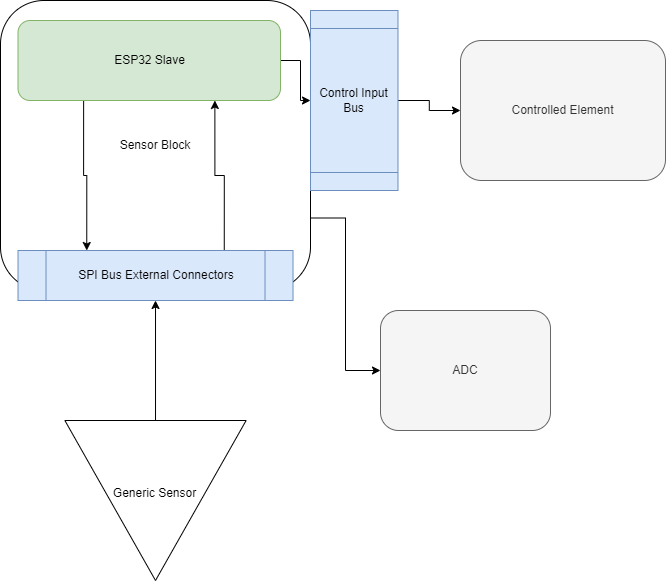 ESP32 Slave
Control Input
Bus
Controlled Element
Sensor Block
SPI Bus External Connectors
ADC
Generic Sensor